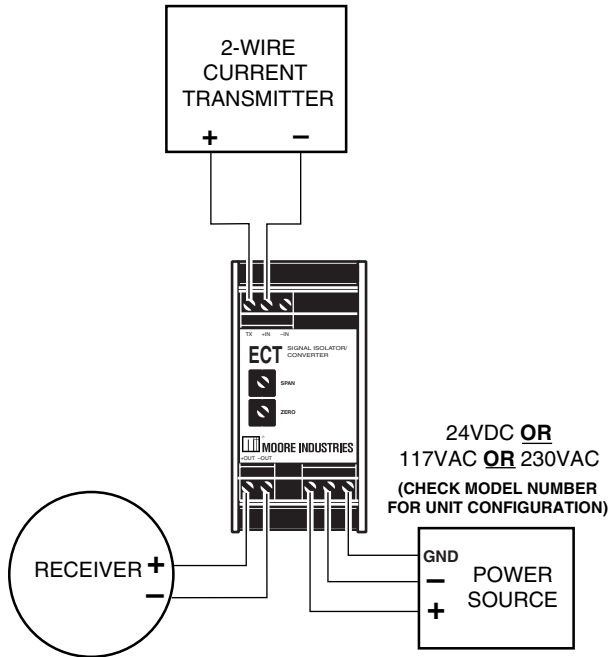 2-WIRE
CURRENT
TRANSMITTER
+ −
TX +IN −IN
ECT SIGNAL ISOLATOR/
CONVERTER
SPAN
ZERO
MOORE INDUSTRIES
+OUT −OUT
24VDC OR
117VAC OR 230VAC
(CHECK MODEL NUMBER
FOR UNIT CONFIGURATION)
RECEIVER +
−
GND
−
+
POWER
SOURCE